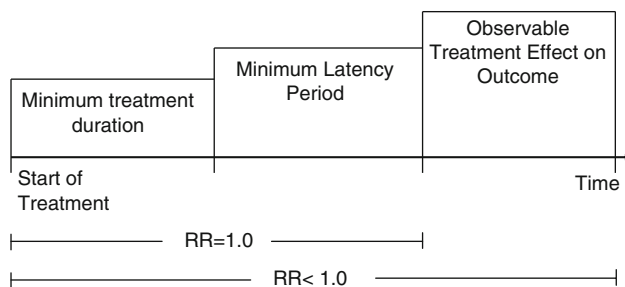 Minimum treatment
duration
Minimum Latency
Period
Observable
Treatment Effect on
Outcome
Start of
Treatment
Time
RR=1.0
RR< 1.0